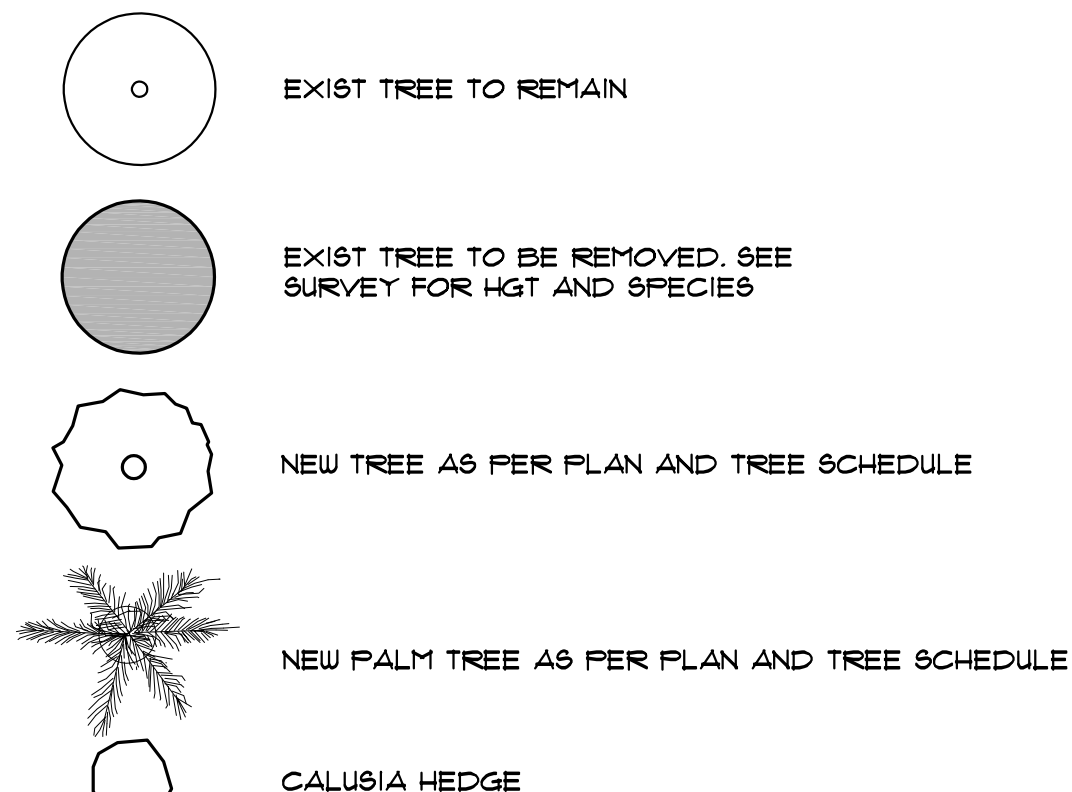 EXIST TREE TO REMAIN
EXIST TREE TO BE REMOVED. SEE
SURVEY FOR HGT AND SPECIES
NEW TREE AS PER PLAN AND TREE SCHEDULE
NEW PALM TREE AS PER PLAN AND TREE SCHEDULE
CALUSIA HEDGE